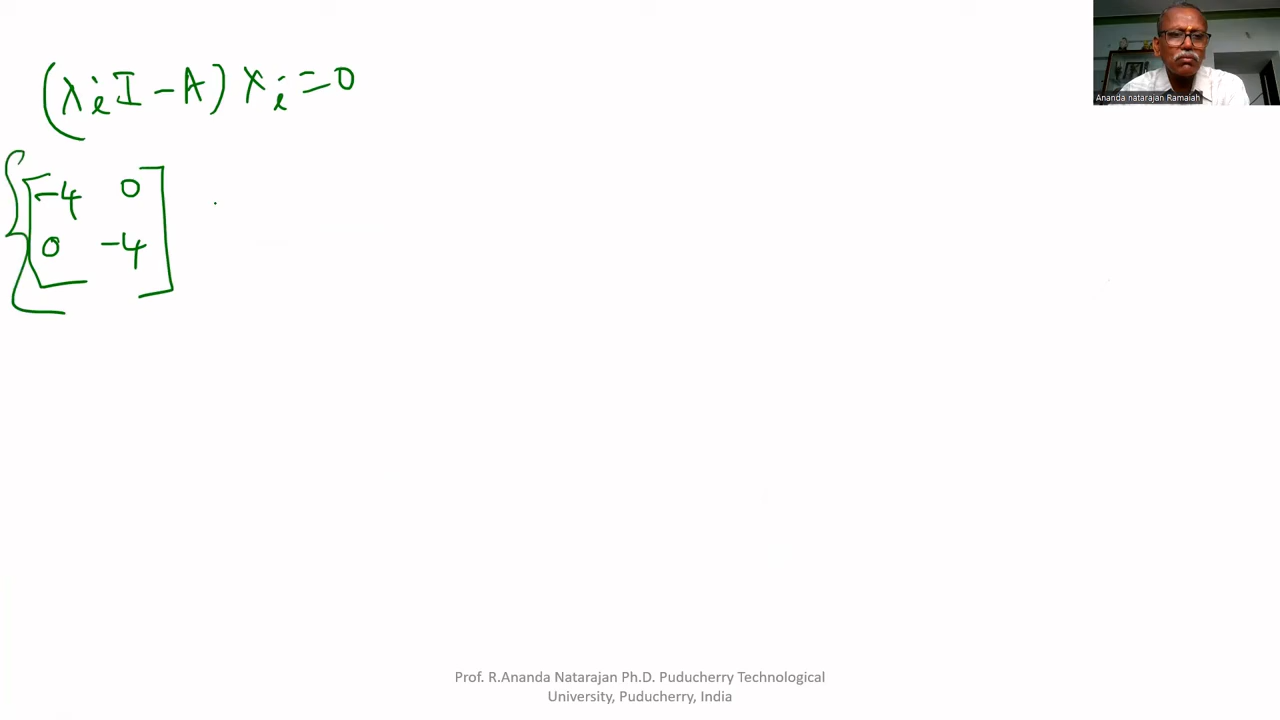 (λᵢI − A) Xᵢ = 0
{[−4 0
0 −4]
Ananda natarajan Ramaiah
Prof. R.Ananda Natarajan Ph.D. Puducherry Technological
University, Puducherry, India